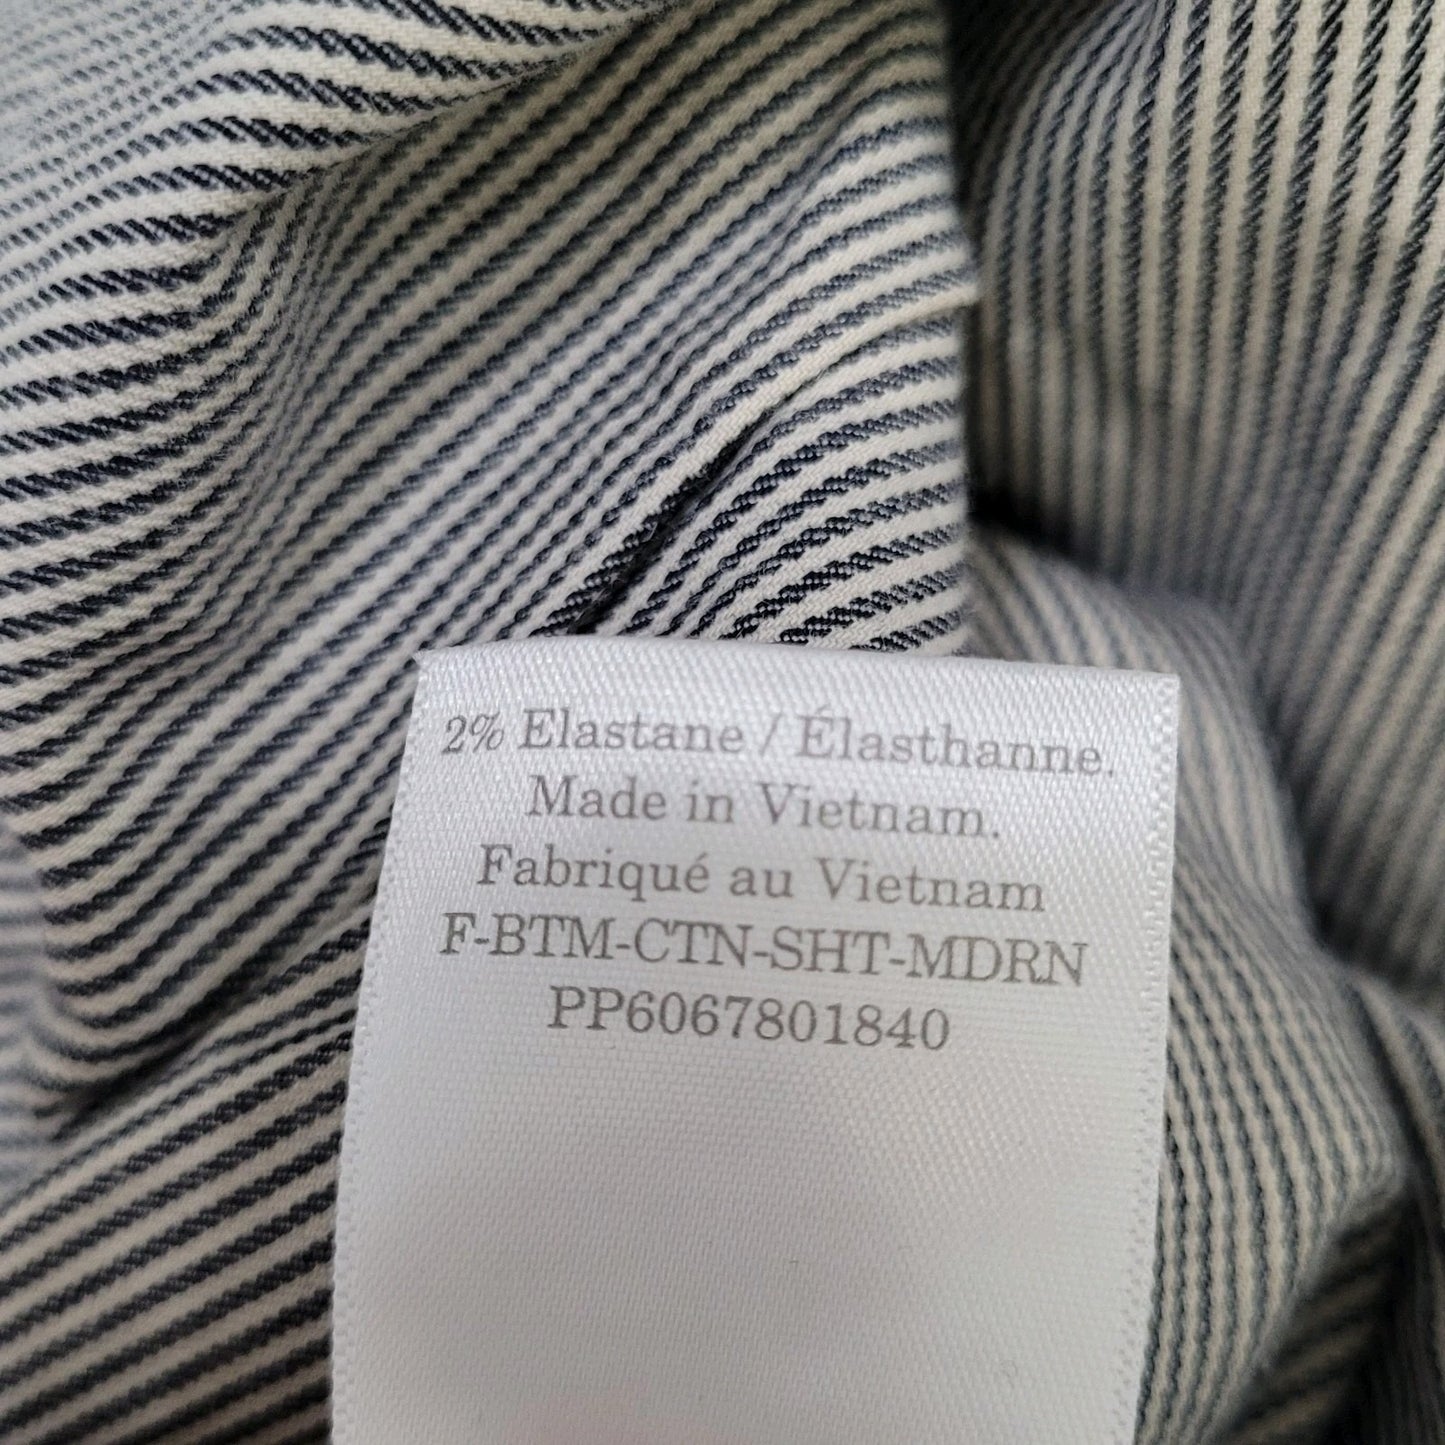 2% Elastane / Élasthanne.
Made in Vietnam.
Fabriqué au Vietnam
F-BTM-CTN-SHT-MDRN
PP6067801840